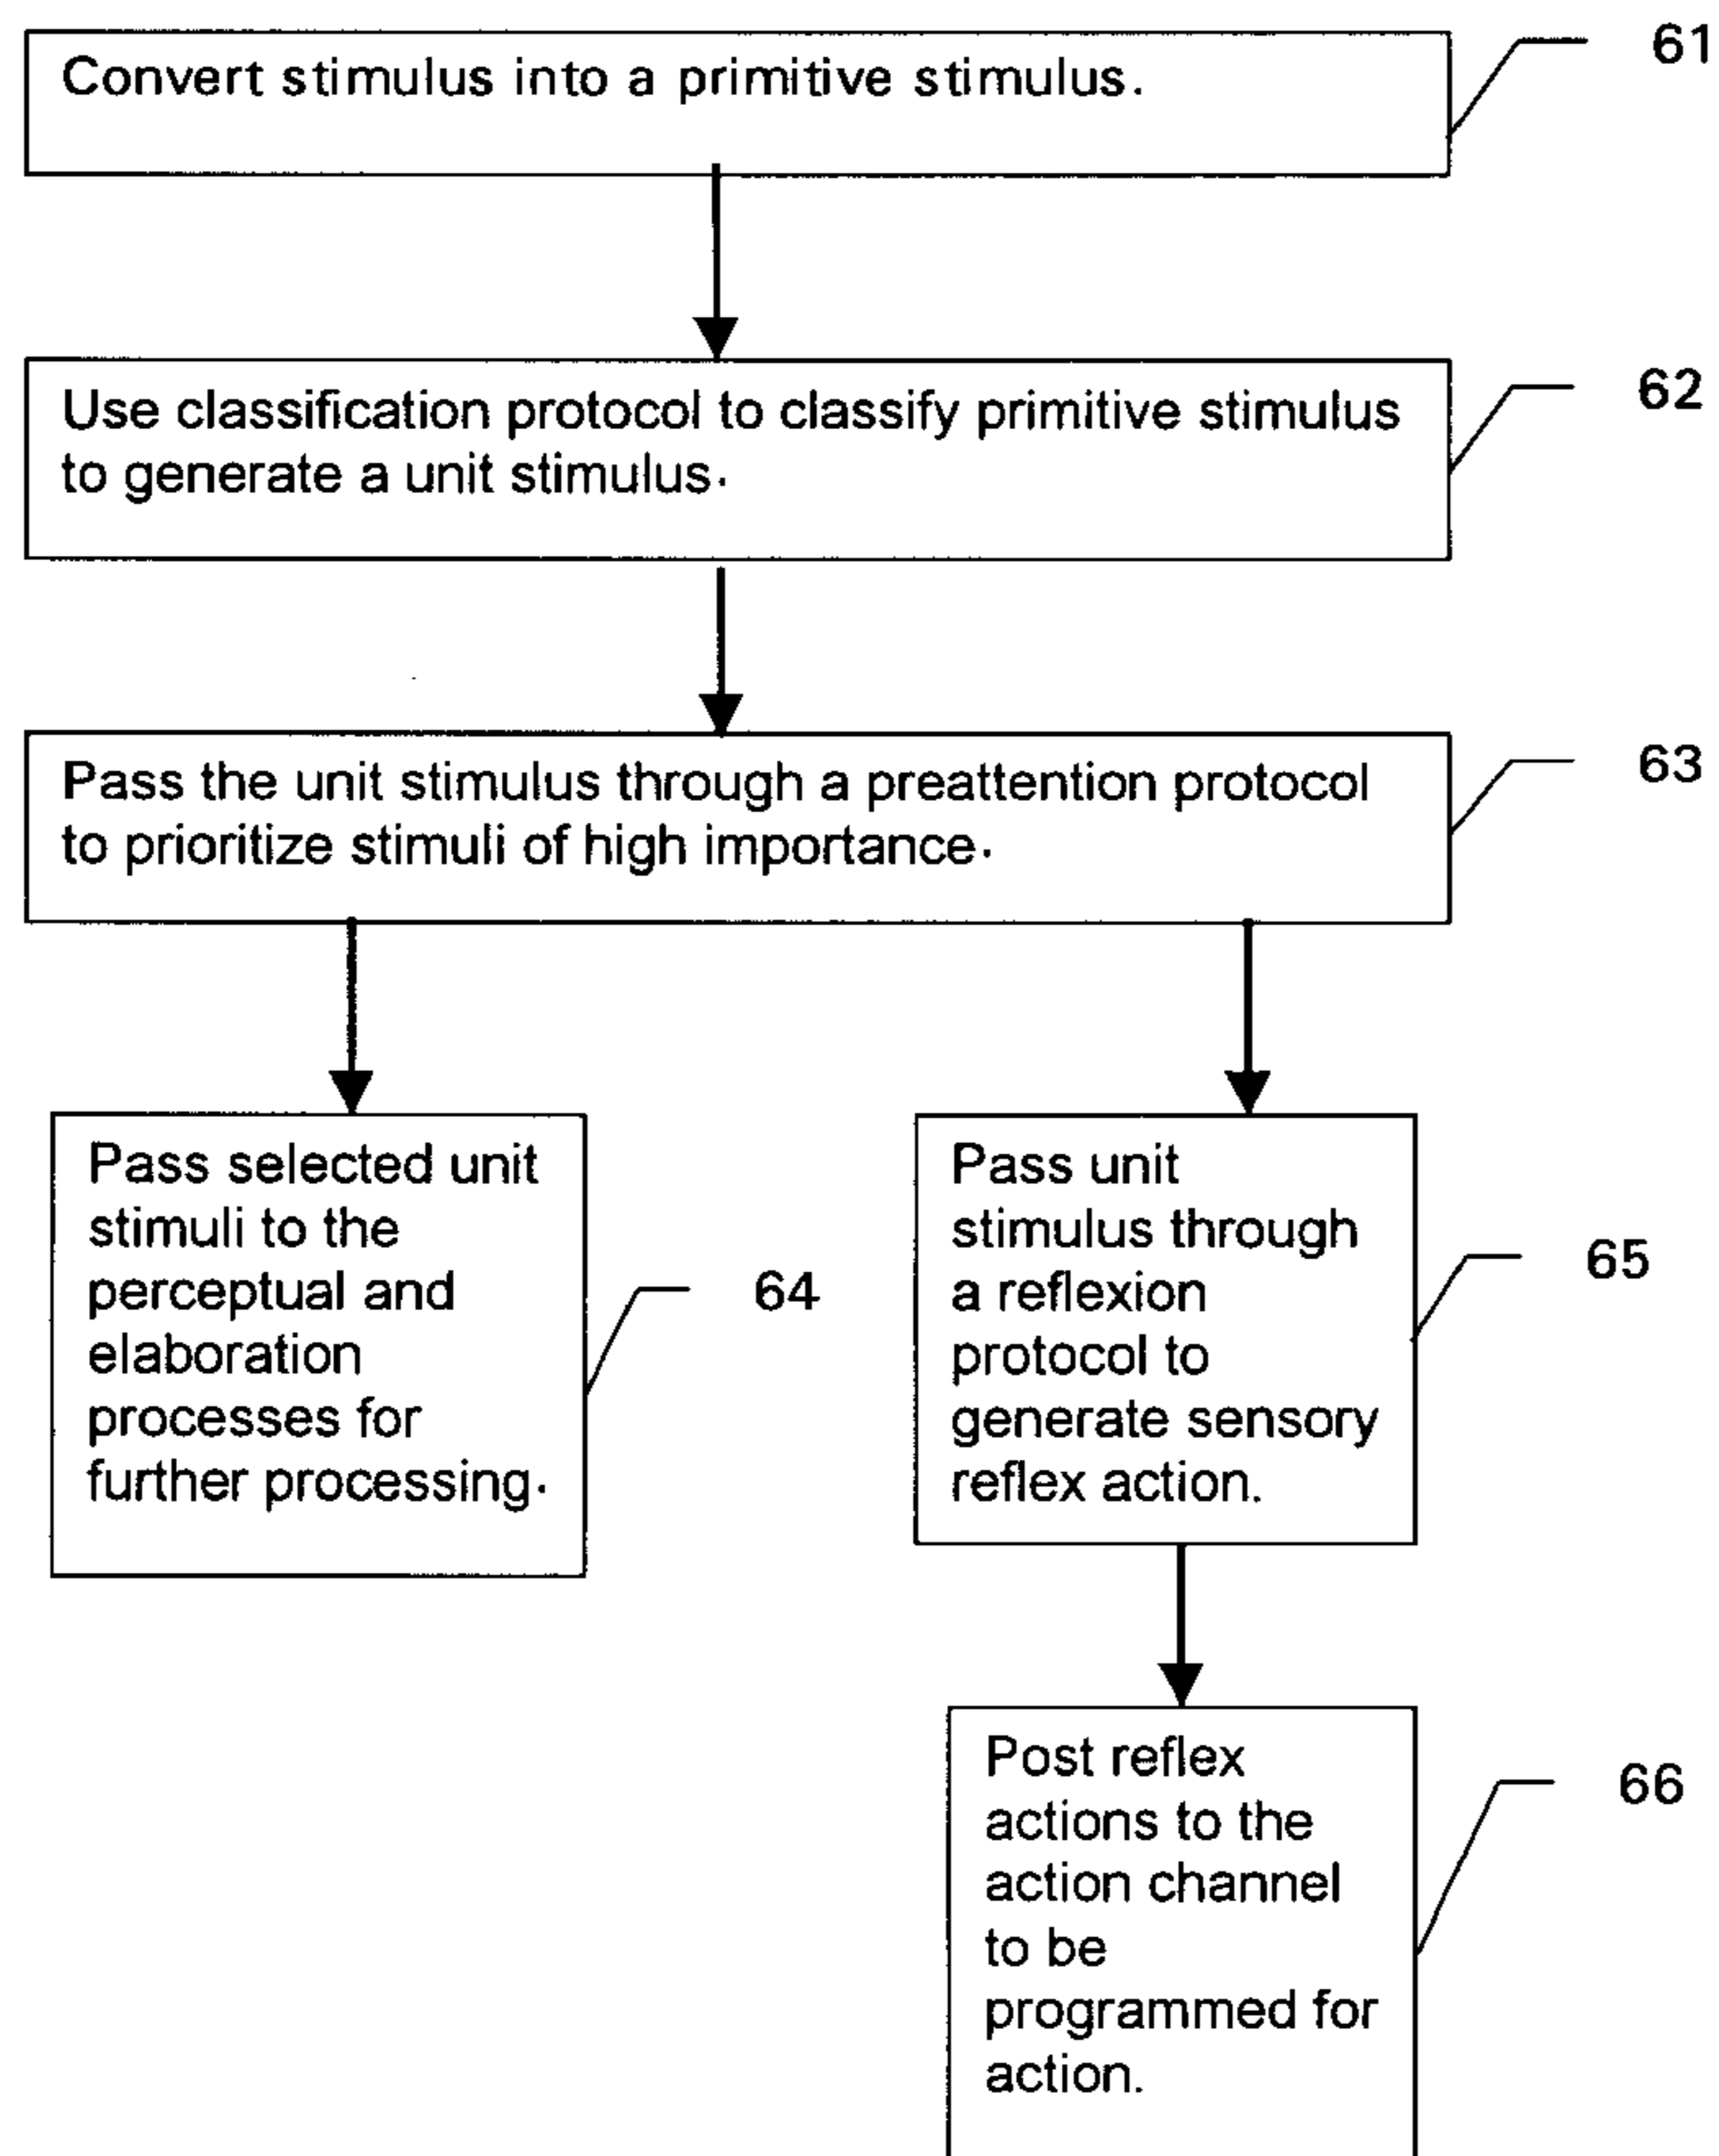 Convert stimulus into a primitive stimulus.
61
Use classification protocol to classify primitive stimulus
to generate a unit stimulus.
62
Pass the unit stimulus through a preattention protocol
to prioritize stimuli of high importance.
63
Pass selected unit
stimuli to the
perceptual and
elaboration
processes for
further processing.
64
Pass unit
stimulus through
a reflexion
protocol to
generate sensory
reflex action.
65
Post reflex
actions to the
action channel
to be
programmed for
action.
66